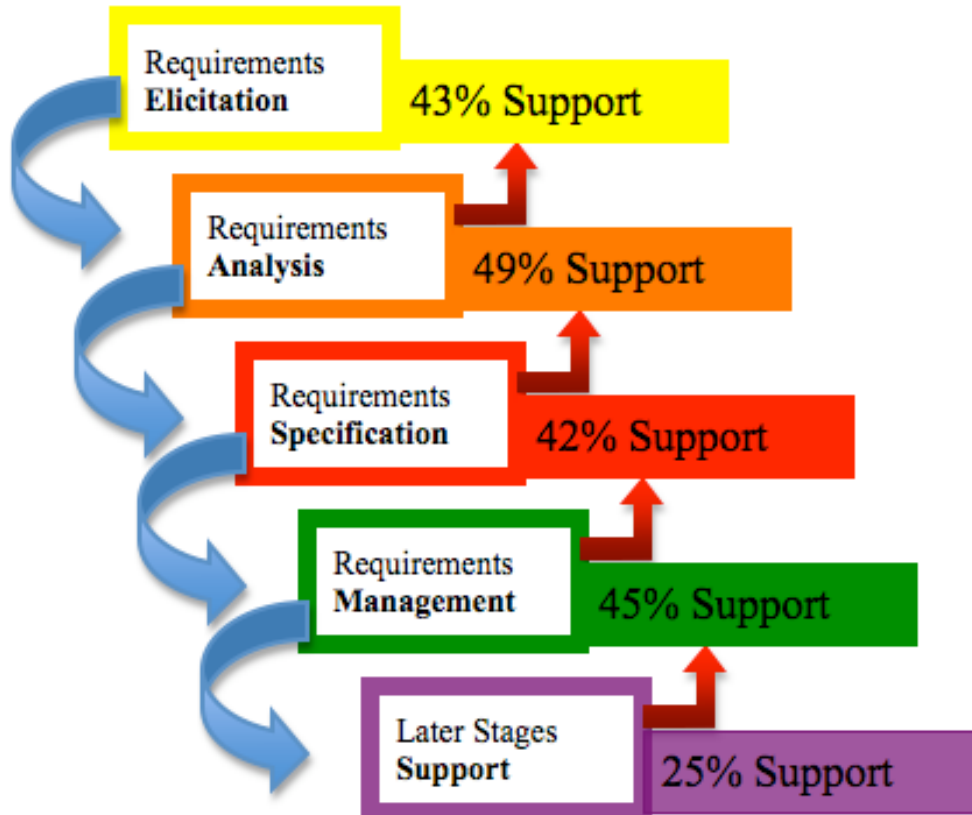 Requirements
Elicitation
43% Support
Requirements
Analysis
49% Support
Requirements
Specification
42% Support
Requirements
Management
45% Support
Later Stages
Support
25% Support